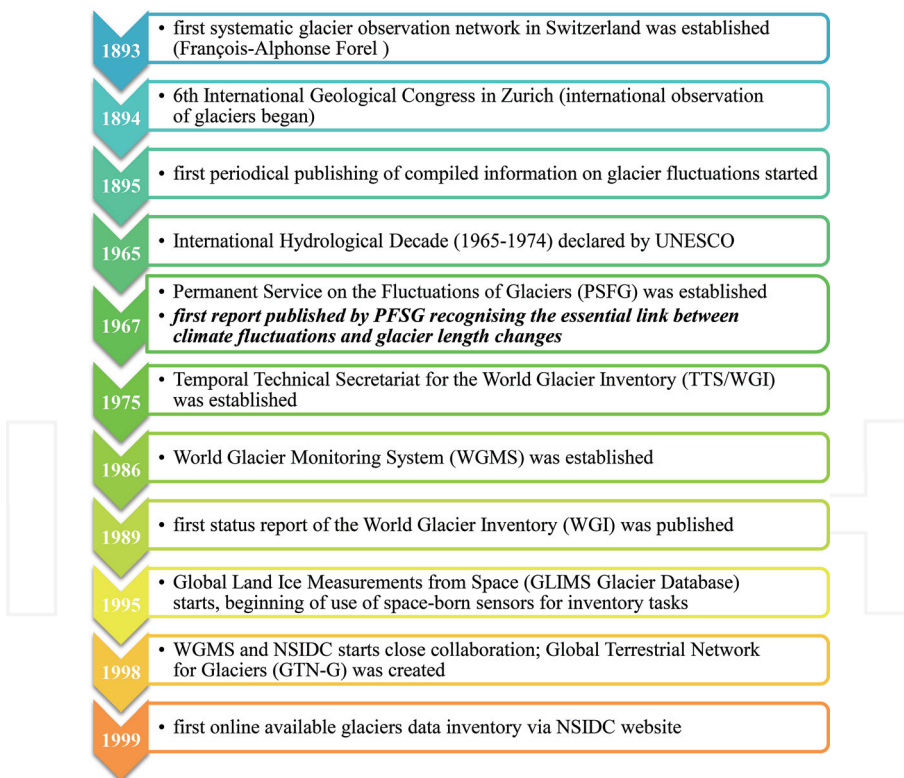 1893
• first systematic glacier observation network in Switzerland was established
(François-Alphonse Forel )
1894
• 6th International Geological Congress in Zurich (international observation
of glaciers began)
1895
• first periodical publishing of compiled information on glacier fluctuations started
1965
• International Hydrological Decade (1965-1974) declared by UNESCO
1967
• Permanent Service on the Fluctuations of Glaciers (PSFG) was established
• first report published by PFSG recognising the essential link between
climate fluctuations and glacier length changes
1975
• Temporal Technical Secretariat for the World Glacier Inventory (TTS/WGI)
was established
1986
• World Glacier Monitoring System (WGMS) was established
1989
• first status report of the World Glacier Inventory (WGI) was published
1995
• Global Land Ice Measurements from Space (GLIMS Glacier Database)
starts, beginning of use of space-born sensors for inventory tasks
1998
• WGMS and NSIDC starts close collaboration; Global Terrestrial Network
for Glaciers (GTN-G) was created
1999
• first online available glaciers data inventory via NSIDC website